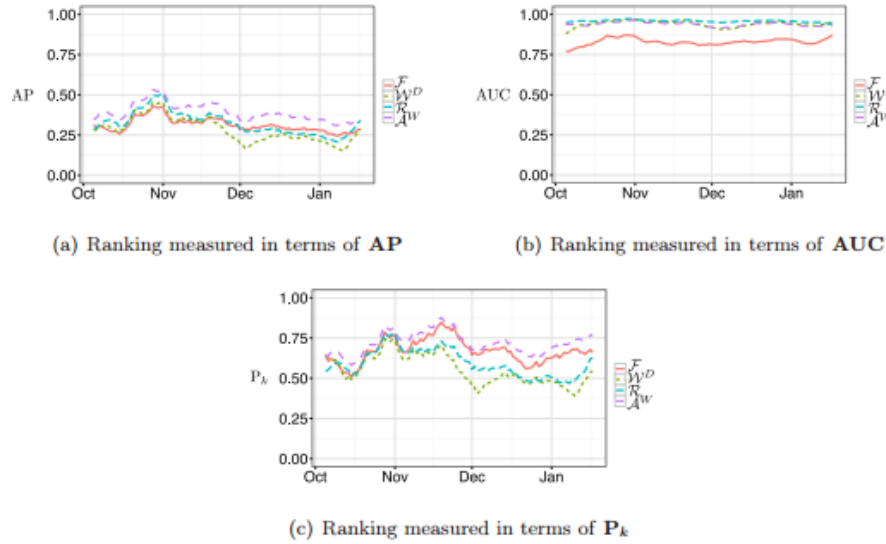 1.00
0.75
AP 0.50
0.25
0.00
Oct Nov Dec Jan
F
W^D
R
A^W
(a) Ranking measured in terms of AP
1.00
0.75
AUC 0.50
0.25
0.00
Oct Nov Dec Jan
F
W
R
A^W
(b) Ranking measured in terms of AUC
1.00
0.75
P_k 0.50
0.25
0.00
Oct Nov Dec Jan
F
W^D
R
A^W
(c) Ranking measured in terms of P_k